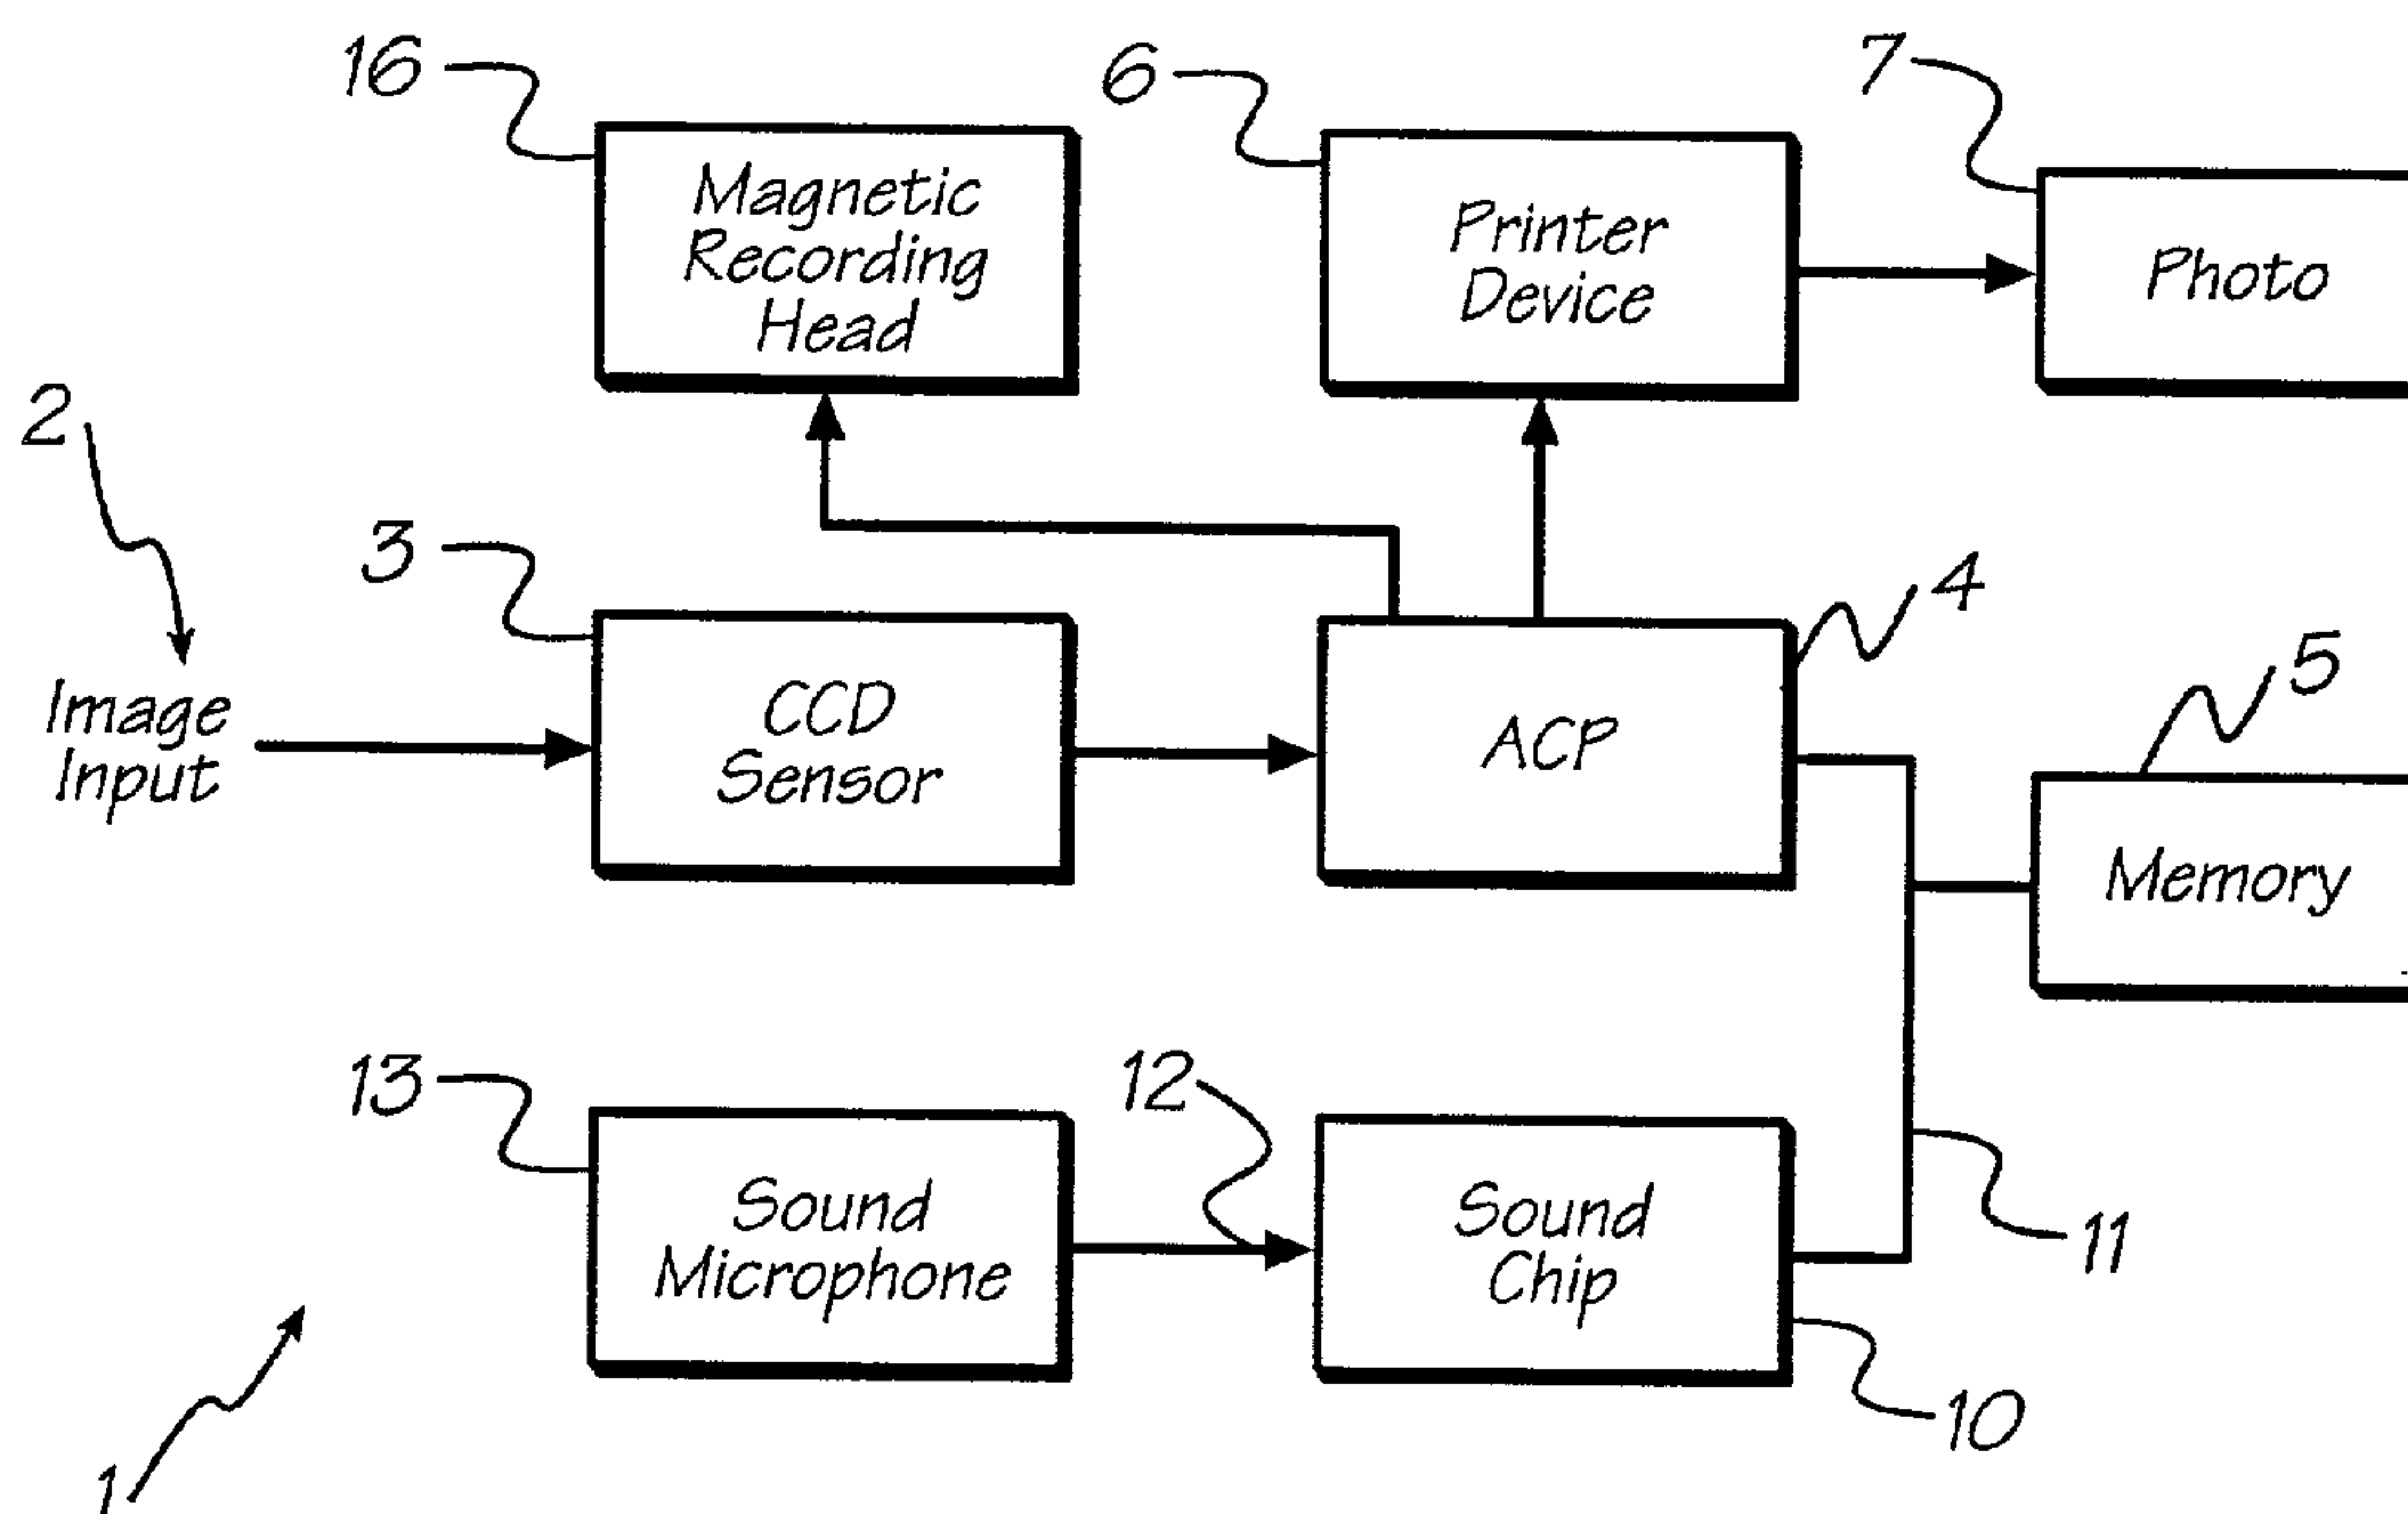 16
6
7
Magnetic
Recording
Head
Printer
Device
Photo
2
3
4
5
Image
Input
CCD
Sensor
ACP
Memory
13
12
Sound
Microphone
Sound
Chip
11
10
1